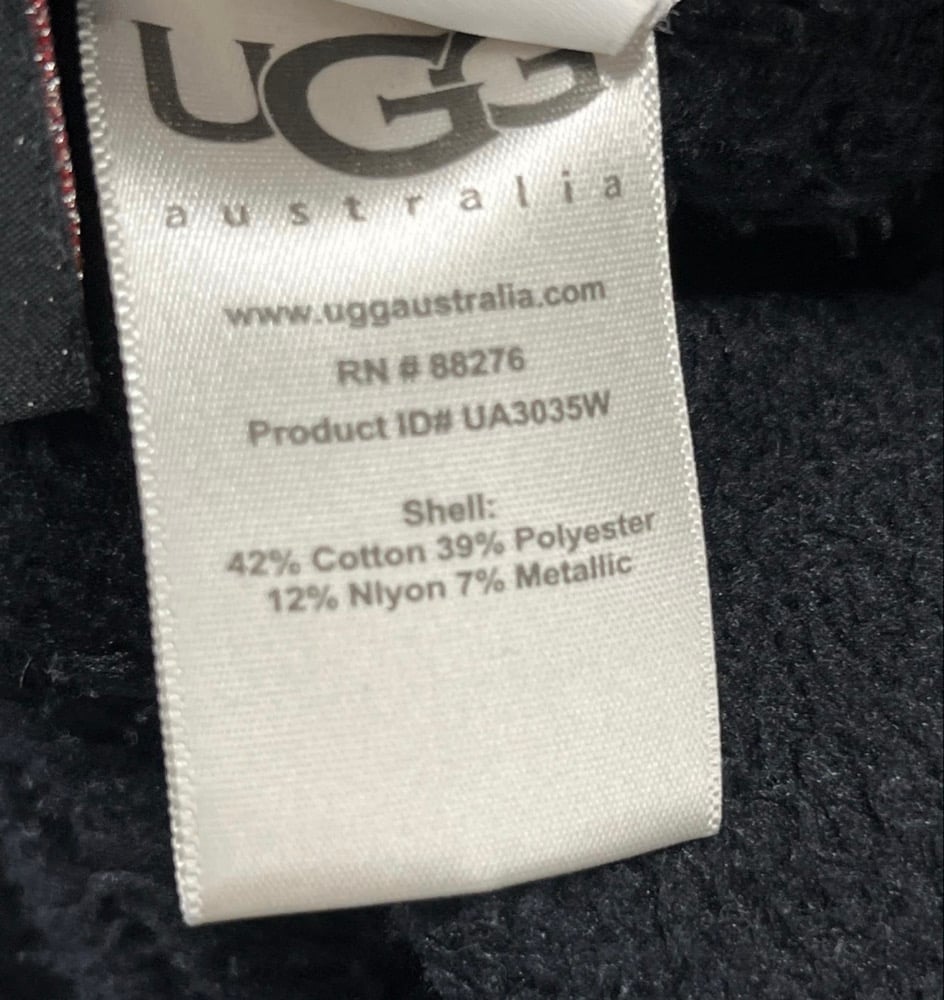 UGG
australia
www.uggaustralia.com
RN # 88276
Product ID# UA3035W
Shell:
42% Cotton 39% Polyester
12% Nlyon 7% Metallic